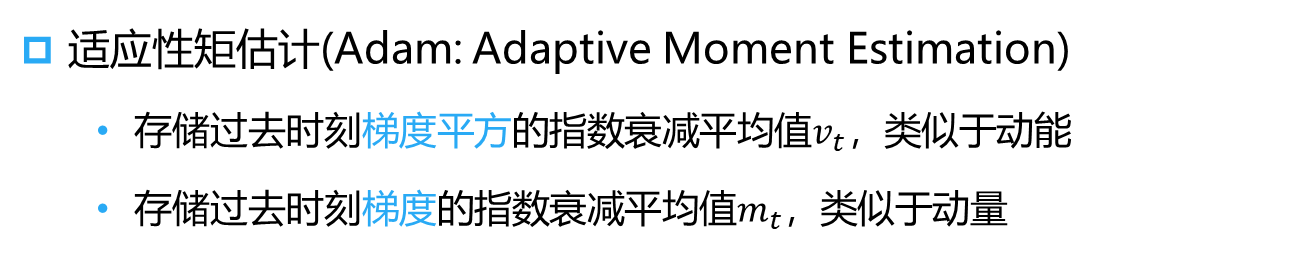 适应性矩估计(Adam: Adaptive Moment Estimation)
• 存储过去时刻梯度平方的指数衰减平均值𝑣ₜ，类似于动能
• 存储过去时刻梯度的指数衰减平均值𝑚ₜ，类似于动量